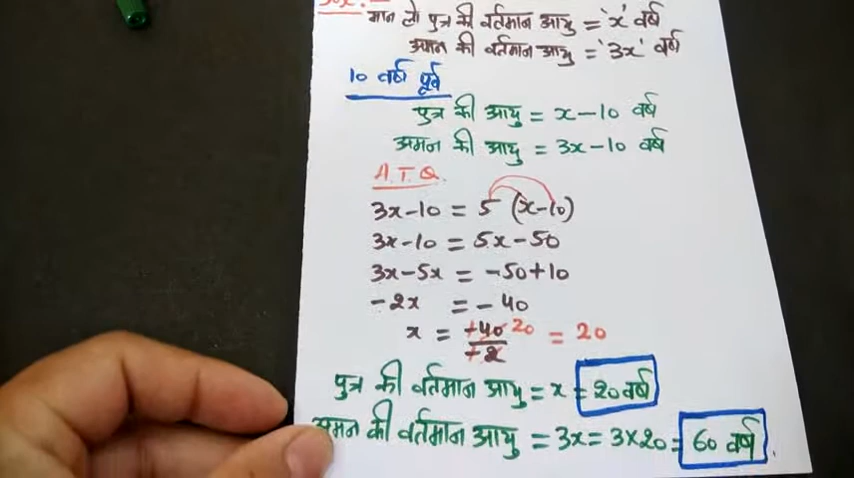 मान लो पुत्र की वर्तमान आयु = 'x' वर्ष
अमन की वर्तमान आयु = '3x' वर्ष
10 वर्ष पूर्व
पुत्र की आयु = x-10 वर्ष
अमन की आयु = 3x-10 वर्ष
A.T.Q.
3x-10 = 5 (x-10)
3x-10 = 5x-50
3x-5x = -50+10
-2x = -40
x = -40/-2 20 = 20
पुत्र की वर्तमान आयु = x = 20 वर्ष
अमन की वर्तमान आयु = 3x = 3x20 = 60 वर्ष